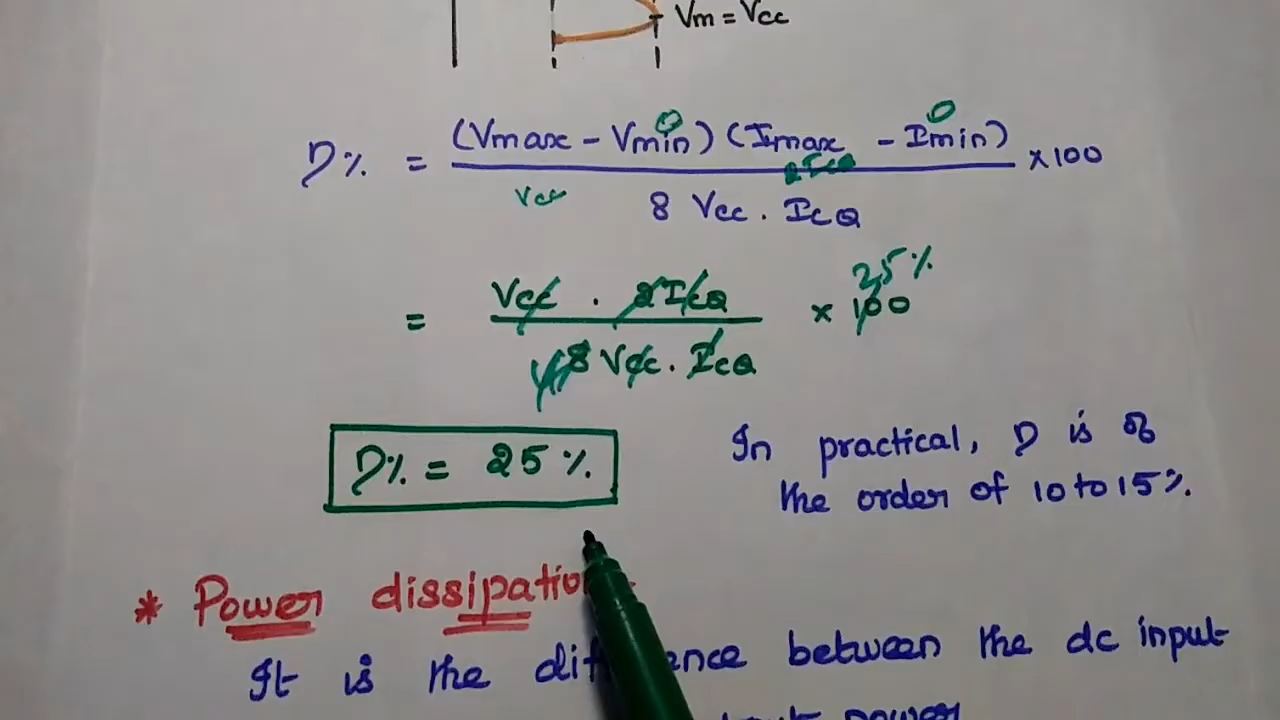 Vm = Vcc
η% = (Vmax - Vmin) (Imax - Imin) / 8 Vcc . ICQ × 100
0 0
Vcc 2ICQ
= Vcc . 2ICQ / 8 Vcc . ICQ × 100
25%
4
η% = 25%
In practical, η is of
the order of 10 to 15%.
* Power dissipation
It is the difference between the dc input
power